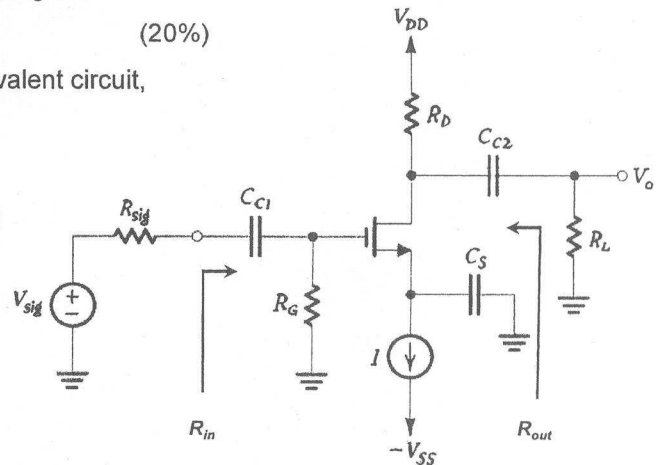 (20%)
valent circuit,
V_DD
R_D
C_C2
V_o
R_sig
C_C1
R_L
C_S
V_sig
+
−
R_G
I
R_in
R_out
−V_SS